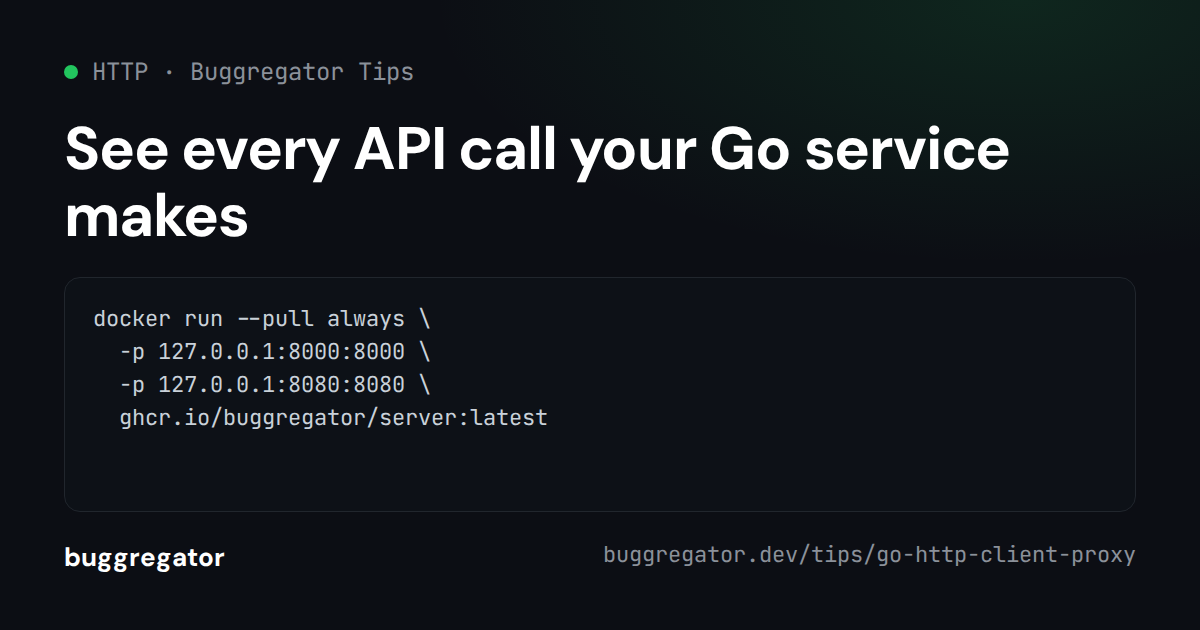 HTTP · Buggregator Tips
See every API call your Go service
makes
docker run --pull always \
  -p 127.0.0.1:8000:8000 \
  -p 127.0.0.1:8080:8080 \
  ghcr.io/buggregator/server:latest
buggregator
buggregator.dev/tips/go-http-client-proxy